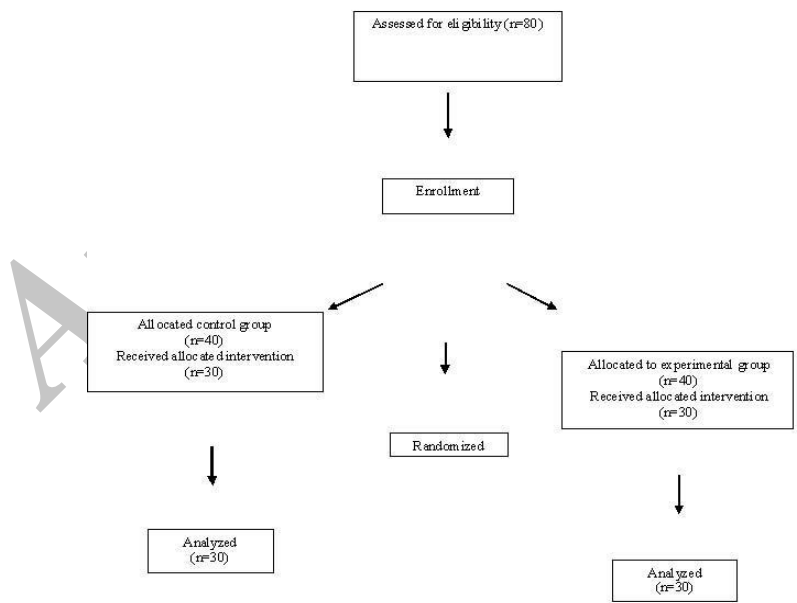 Assessed for eligibility (n=80)
Enrollment
Allocated control group
(n=40)
Received allocated intervention
(n=30)
Allocated to experimental group
(n=40)
Received allocated intervention
(n=30)
Randomized
Analyzed
(n=30)
Analyzed
(n=30)
A